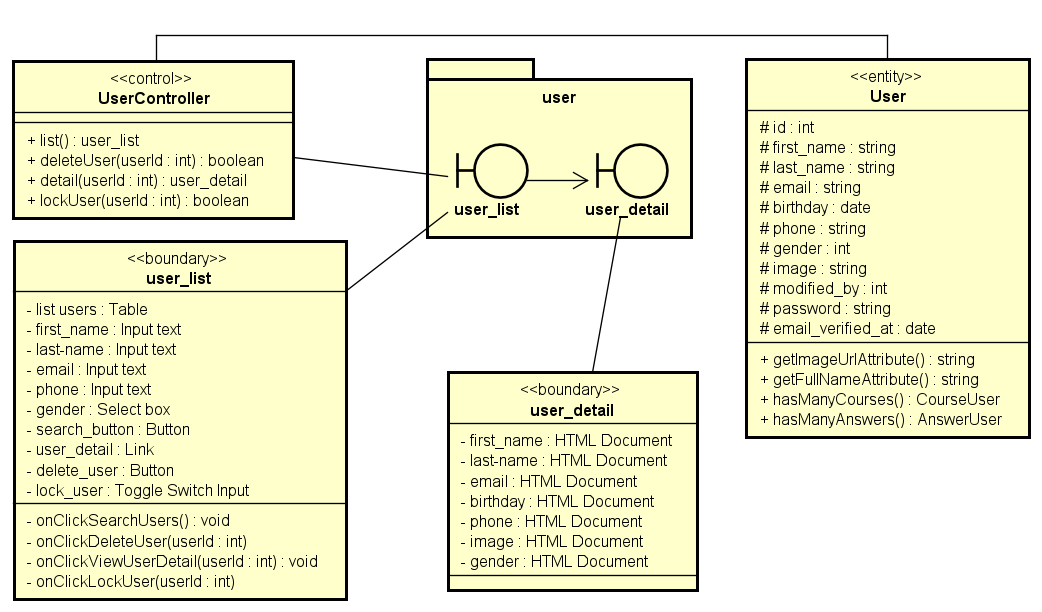 <<control>>
UserController
+ list() : user_list
+ deleteUser(userId : int) : boolean
+ detail(userId : int) : user_detail
+ lockUser(userId : int) : boolean
user
user_list
user_detail
<<entity>>
User
# id : int
# first_name : string
# last_name : string
# email : string
# birthday : date
# phone : string
# gender : int
# image : string
# modified_by : int
# password : string
# email_verified_at : date
+ getImageUrlAttribute() : string
+ getFullNameAttribute() : string
+ hasManyCourses() : CourseUser
+ hasManyAnswers() : AnswerUser
<<boundary>>
user_list
- list users : Table
- first_name : Input text
- last-name : Input text
- email : Input text
- phone : Input text
- gender : Select box
- search_button : Button
- user_detail : Link
- delete_user : Button
- lock_user : Toggle Switch Input
- onClickSearchUsers() : void
- onClickDeleteUser(userId : int)
- onClickViewUserDetail(userId : int) : void
- onClickLockUser(userId : int)
<<boundary>>
user_detail
- first_name : HTML Document
- last-name : HTML Document
- email : HTML Document
- birthday : HTML Document
- phone : HTML Document
- image : HTML Document
- gender : HTML Document